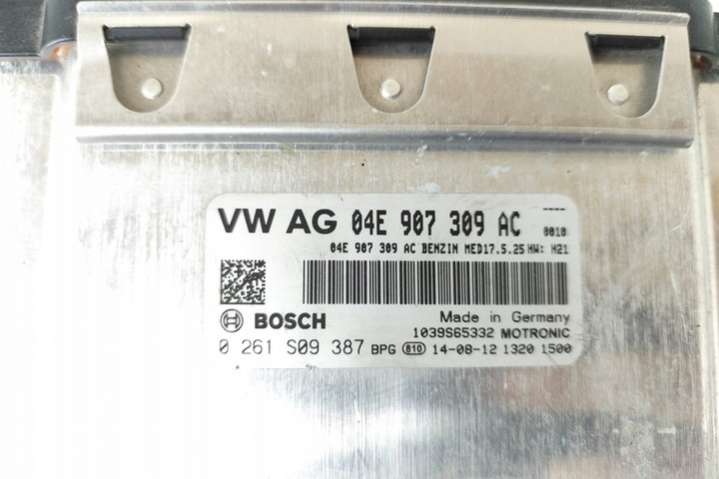 VW AG 04E 907 309 AC ----
0010
04E 907 309 AC BENZIN MED17.5.25 HW: H21
Made in Germany
BOSCH 1039S65332 MOTRONIC
0 261 S09 387 BPG 810 14-08-12 1320 1500